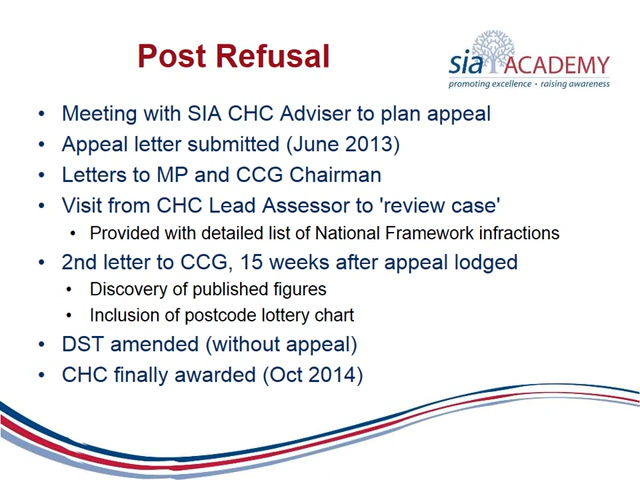 Post Refusal
sia ACADEMY
promoting excellence • raising awareness
• Meeting with SIA CHC Adviser to plan appeal
• Appeal letter submitted (June 2013)
• Letters to MP and CCG Chairman
• Visit from CHC Lead Assessor to 'review case'
• Provided with detailed list of National Framework infractions
• 2nd letter to CCG, 15 weeks after appeal lodged
• Discovery of published figures
• Inclusion of postcode lottery chart
• DST amended (without appeal)
• CHC finally awarded (Oct 2014)